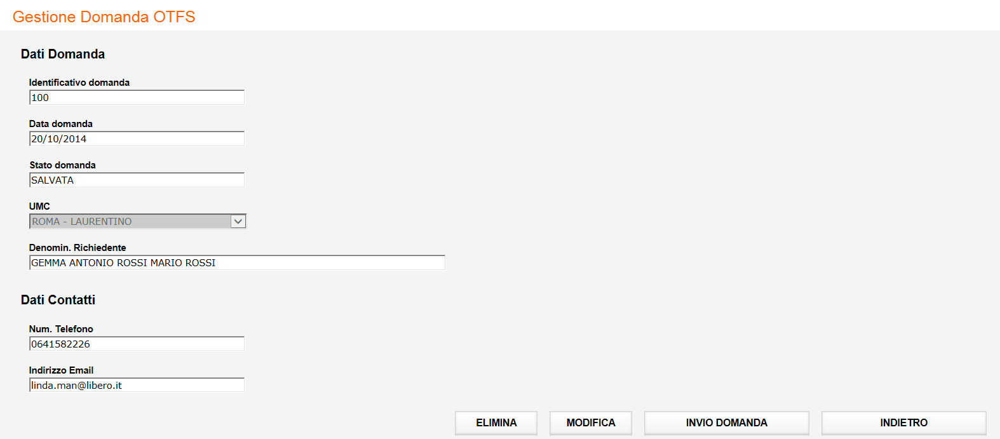 Gestione Domanda OTFS
Dati Domanda
Identificativo domanda
100
Data domanda
20/10/2014
Stato domanda
SALVATA
UMC
ROMA - LAURENTINO
Denomin. Richiedente
GEMMA ANTONIO ROSSI MARIO ROSSI
Dati Contatti
Num. Telefono
0641582226
Indirizzo Email
linda.man@libero.it
ELIMINA MODIFICA INVIO DOMANDA INDIETRO